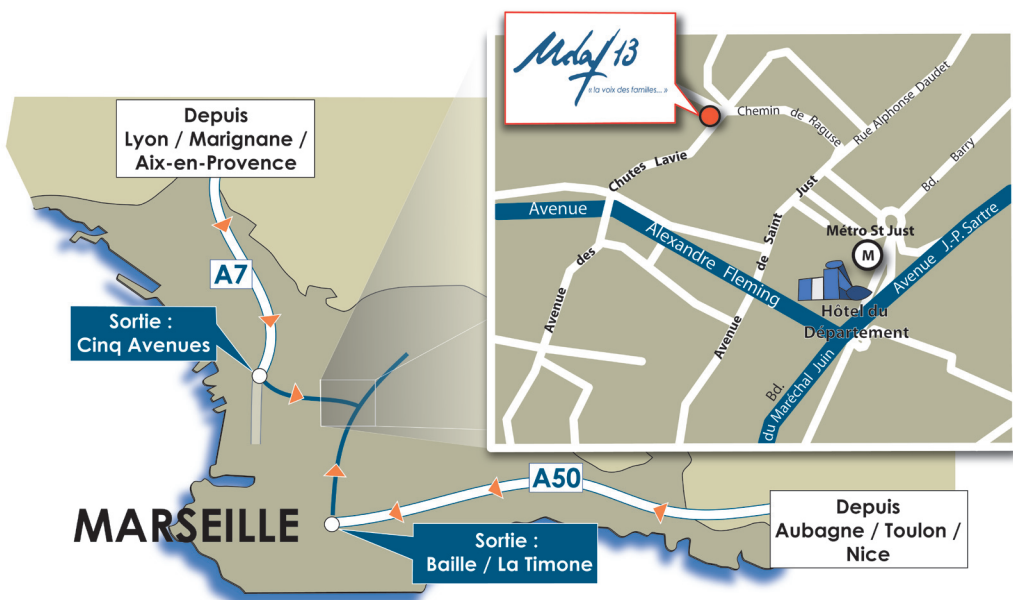 Depuis
Lyon / Marignane /
Aix-en-Provence
A7
Sortie :
Cinq Avenues
MARSEILLE
A50
Sortie :
Baille / La Timone
Depuis
Aubagne / Toulon /
Nice
Udaf 13
« la voix des familles... »
Chemin de Raguse
Rue Alphonse Daudet
Chutes Lavie
Avenue des
Bd. Barry
Avenue
Alexandre Fleming
Avenue de Saint Just
Métro St Just
M
Avenue J.-P. Sartre
Hôtel du
Département
Bd.
du Maréchal Juin